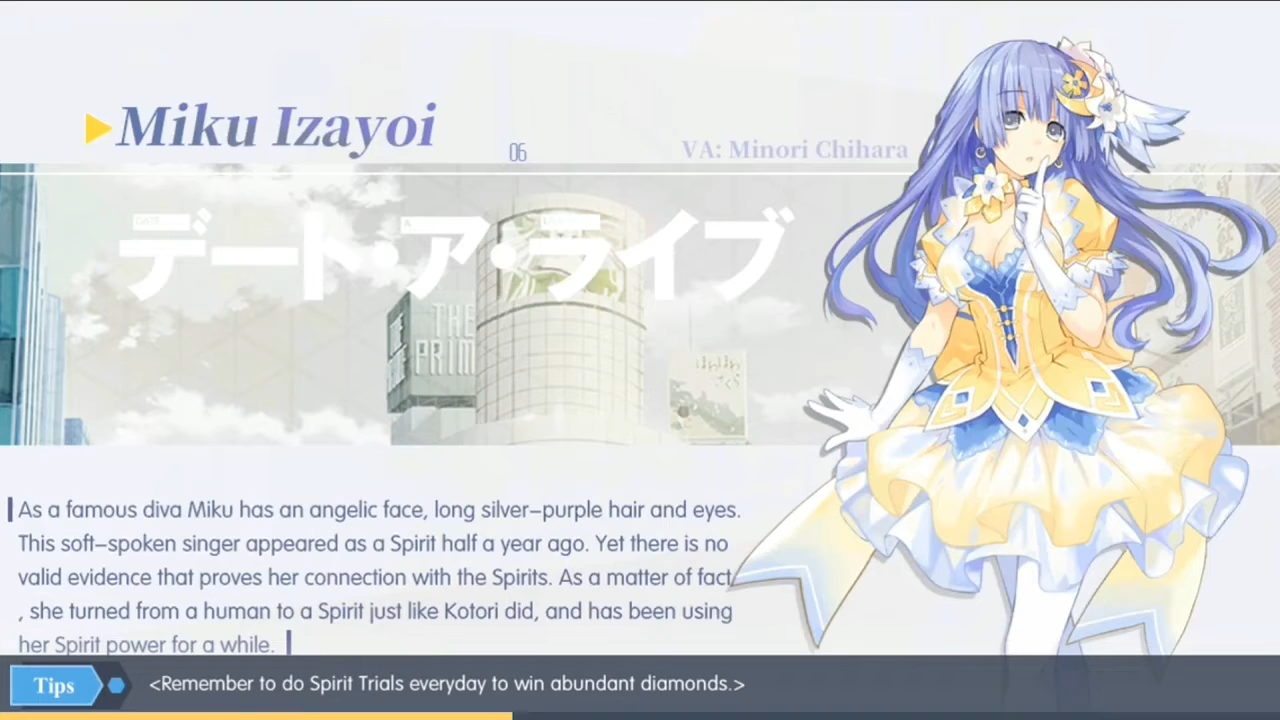 Miku Izayoi
06
VA: Minori Chihara
デート・ア・ライブ
THE
PRIM
As a famous diva Miku has an angelic face, long silver–purple hair and eyes.
This soft–spoken singer appeared as a Spirit half a year ago. Yet there is no
valid evidence that proves her connection with the Spirits. As a matter of fact
, she turned from a human to a Spirit just like Kotori did, and has been using
her Spirit power for a while.
Tips
<Remember to do Spirit Trials everyday to win abundant diamonds.>